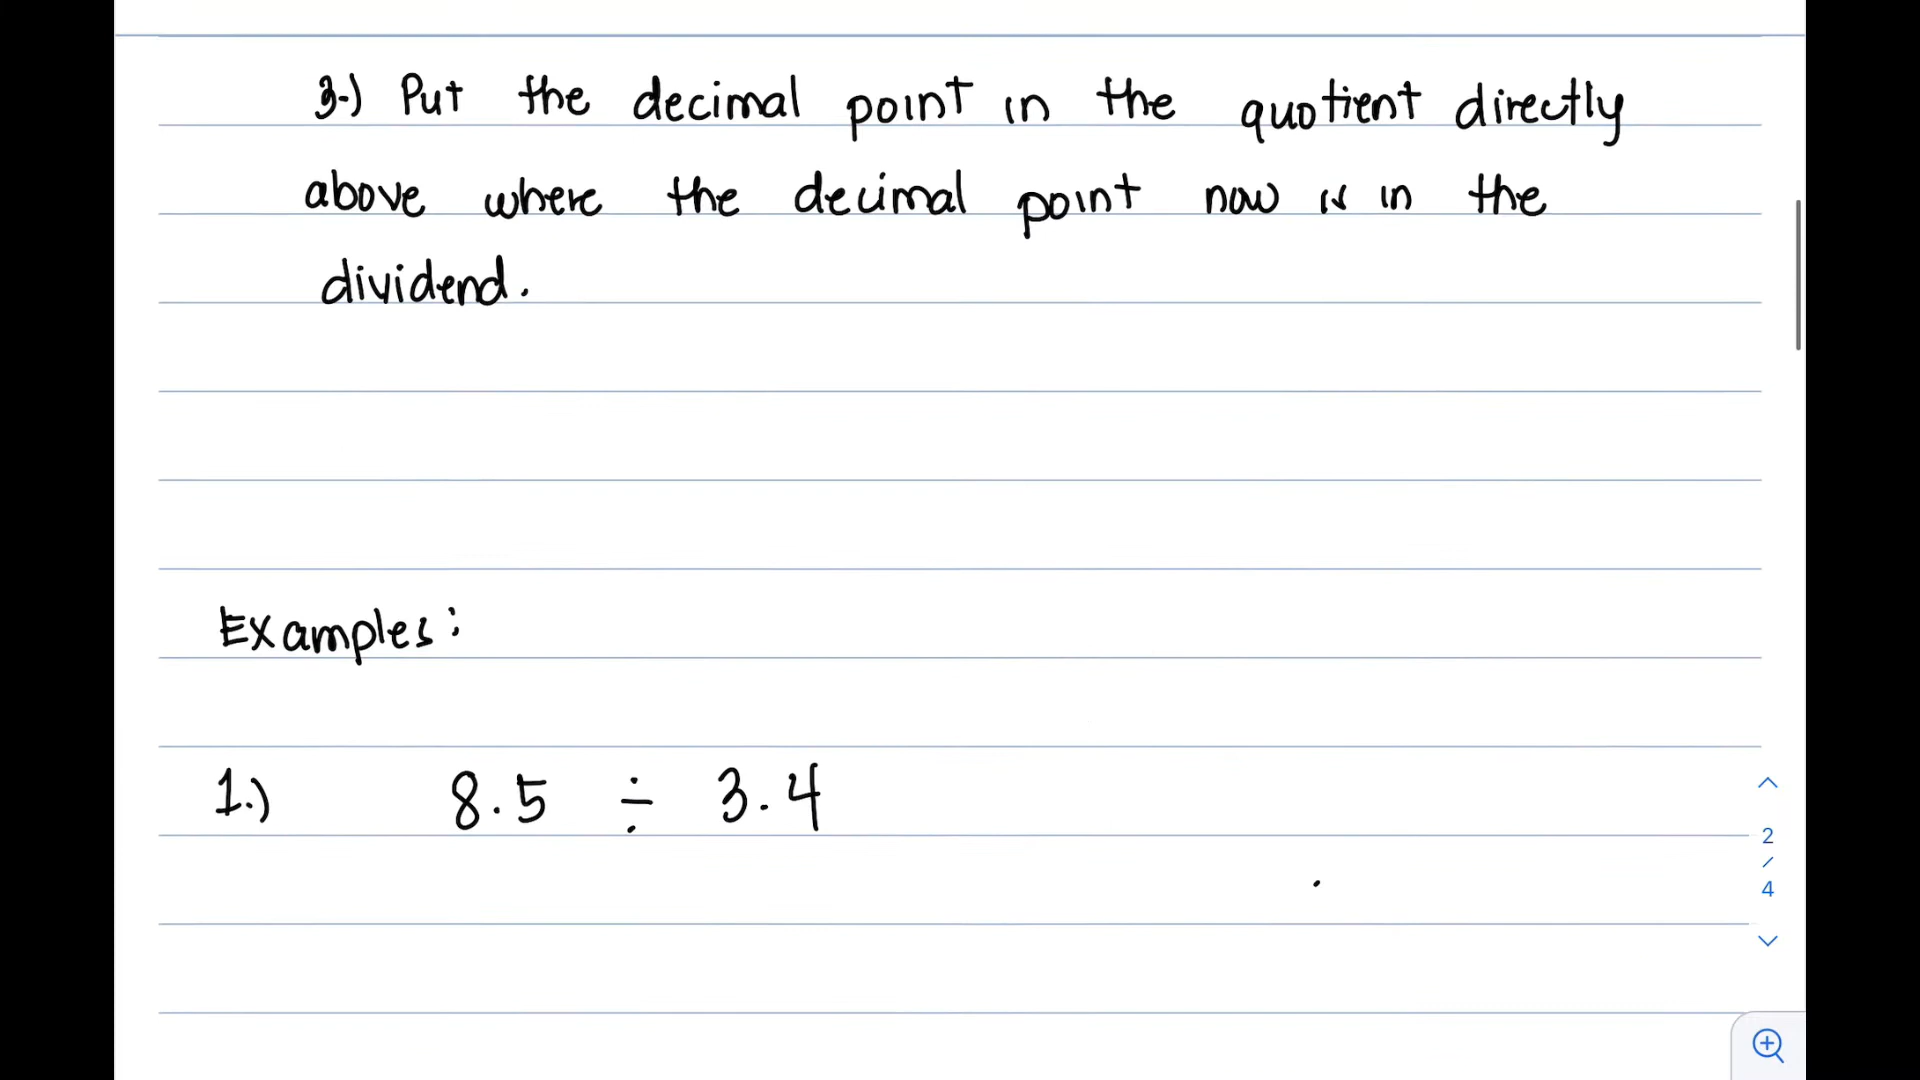 3.) Put the decimal point in the quotient directly
above where the decimal point now is in the
dividend.
Examples:
1.) 8.5 ÷ 3.4
2
/
4